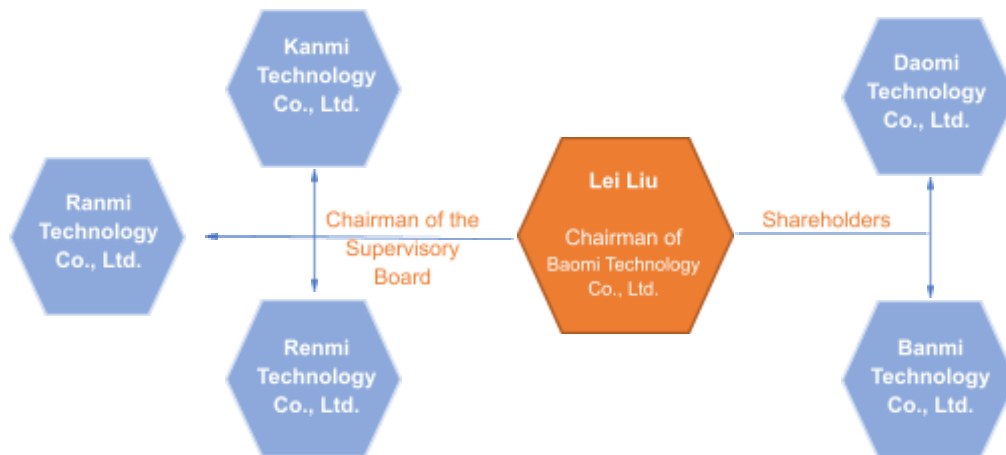 Kanmi
Technology
Co., Ltd.
Daomi
Technology
Co., Ltd.
Ranmi
Technology
Co., Ltd.
Chairman of the
Supervisory
Board
Lei Liu
Chairman of
Baomi Technology
Co., Ltd.
Shareholders
Renmi
Technology
Co., Ltd.
Banmi
Technology
Co., Ltd.